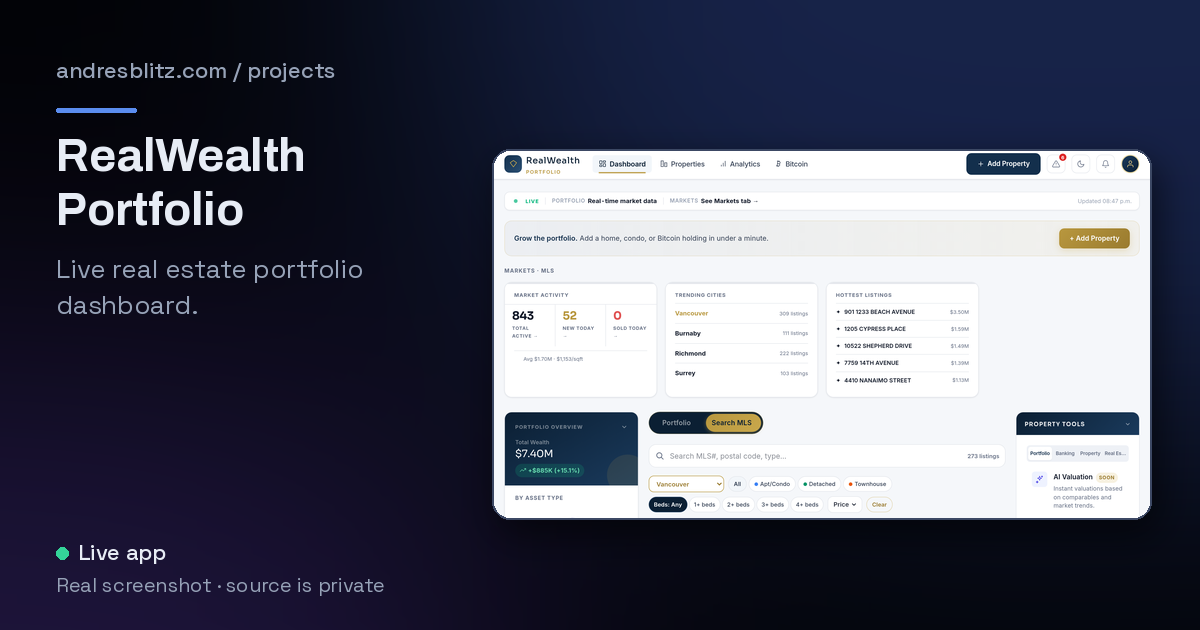 andresblitz.com / projects
RealWealth
Portfolio
Live real estate portfolio
dashboard.
Live app
Real screenshot · source is private
RealWealth
PORTFOLIO
Dashboard
Properties
Analytics
Bitcoin
+ Add Property
LIVE
PORTFOLIO Real-time market data
MARKETS See Markets tab →
Updated 08:47 p.m.
Grow the portfolio. Add a home, condo, or Bitcoin holding in under a minute.
+ Add Property
MARKETS · MLS
MARKET ACTIVITY
843
TOTAL
ACTIVE →
52
NEW TODAY
→
0
SOLD TODAY
→
Avg $1.70M · $1,153/sqft
TRENDING CITIES
Vancouver 309 listings
Burnaby 111 listings
Richmond 222 listings
Surrey 103 listings
HOTTEST LISTINGS
901 1233 BEACH AVENUE $3.50M
1205 CYPRESS PLACE $1.59M
10522 SHEPHERD DRIVE $1.49M
7759 14TH AVENUE $1.39M
4410 NANAIMO STREET $1.13M
PORTFOLIO OVERVIEW
Total Wealth
$7.40M
+$885K (+15.1%)
BY ASSET TYPE
Portfolio
Search MLS
Search MLS#, postal code, type...
273 listings
Vancouver
All
Apt/Condo
Detached
Townhouse
Beds: Any
1+ beds
2+ beds
3+ beds
4+ beds
Price
Clear
PROPERTY TOOLS
Portfolio
Banking
Property
Real Es...
AI Valuation SOON
Instant valuations based
on comparables and
market trends.